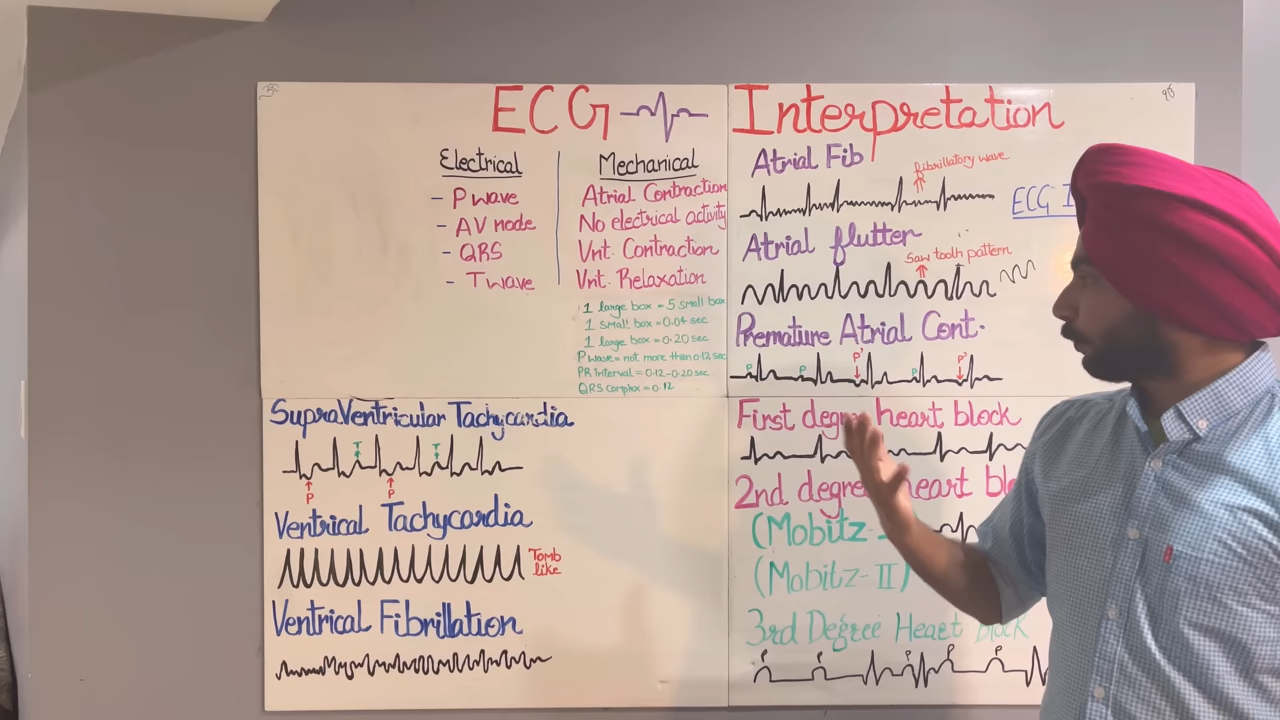 ECG Interpretation
Electrical
Mechanical
- P wave
Atrial Contraction
- AV node
No electrical activity
- QRS
Vnt. Contraction
- T wave
Vnt. Relaxation
1 large box = 5 small box
1 small box = 0.04 sec
1 large box = 0.20 sec
P wave = not more than 0.12 sec
PR Interval = 0.12-0.20 sec
QRS Complex = 0.12
Atrial Fib
fibrillatory wave
ECG I
Atrial flutter
Saw tooth pattern
Premature Atrial Cont.
P P P' P P'
SupraVentricular Tachycardia
T T
P P
Ventrical Tachycardia
Tomb
like
Ventrical Fibrillation
First degree heart block
2nd degree heart blo
(Mobitz-
(Mobitz-II)
3rd Degree Heart Block
P P P P P